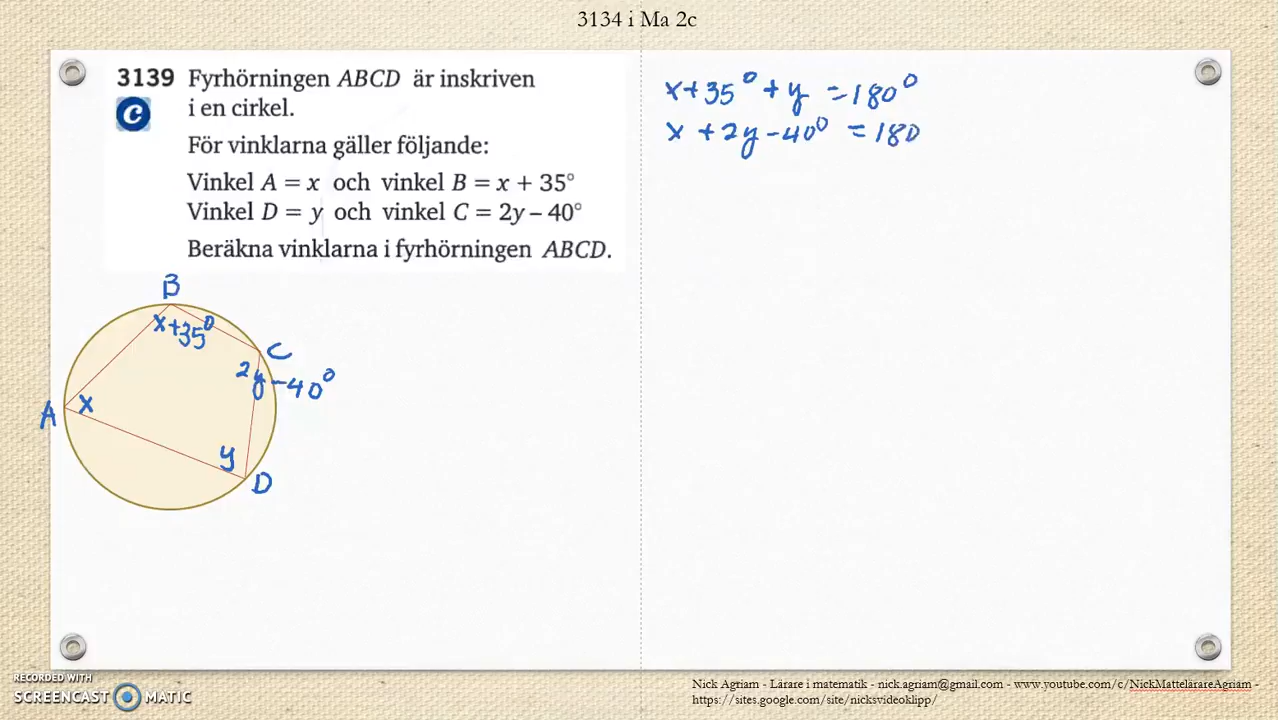 3134 i Ma 2c
3139 Fyrhörningen ABCD är inskriven
i en cirkel.
C
För vinklarna gäller följande:
Vinkel A = x och vinkel B = x + 35°
Vinkel D = y och vinkel C = 2y – 40°
Beräkna vinklarna i fyrhörningen ABCD.
x+35°+y =180°
x +2y-40° =180
B
x+35°
C
2y-40°
A x
y
D
RECORDED WITH
SCREENCAST MATIC
Nick Agriam - Lärare i matematik - nick.agriam@gmail.com - www.youtube.com/c/NickMattelärareAgriam -
https://sites.google.com/site/nicksvideoklipp/